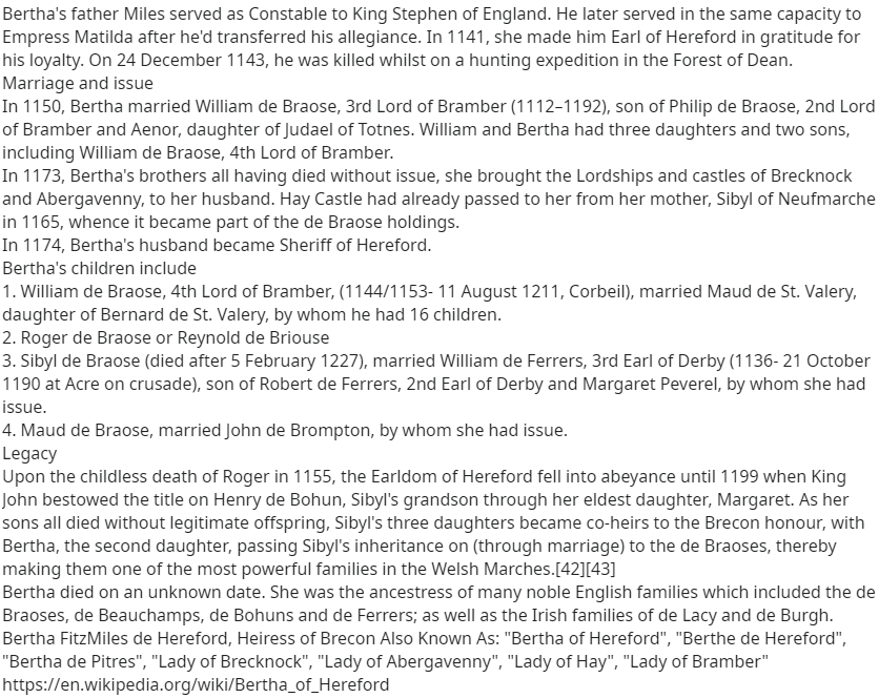 Bertha's father Miles served as Constable to King Stephen of England. He later served in the same capacity to
Empress Matilda after he'd transferred his allegiance. In 1141, she made him Earl of Hereford in gratitude for
his loyalty. On 24 December 1143, he was killed whilst on a hunting expedition in the Forest of Dean.
Marriage and issue
In 1150, Bertha married William de Braose, 3rd Lord of Bramber (1112–1192), son of Philip de Braose, 2nd Lord
of Bramber and Aenor, daughter of Judael of Totnes. William and Bertha had three daughters and two sons,
including William de Braose, 4th Lord of Bramber.
In 1173, Bertha's brothers all having died without issue, she brought the Lordships and castles of Brecknock
and Abergavenny, to her husband. Hay Castle had already passed to her from her mother, Sibyl of Neufmarche
in 1165, whence it became part of the de Braose holdings.
In 1174, Bertha's husband became Sheriff of Hereford.
Bertha's children include
1. William de Braose, 4th Lord of Bramber, (1144/1153- 11 August 1211, Corbeil), married Maud de St. Valery,
daughter of Bernard de St. Valery, by whom he had 16 children.
2. Roger de Braose or Reynold de Briouse
3. Sibyl de Braose (died after 5 February 1227), married William de Ferrers, 3rd Earl of Derby (1136- 21 October
1190 at Acre on crusade), son of Robert de Ferrers, 2nd Earl of Derby and Margaret Peverel, by whom she had
issue.
4. Maud de Braose, married John de Brompton, by whom she had issue.
Legacy
Upon the childless death of Roger in 1155, the Earldom of Hereford fell into abeyance until 1199 when King
John bestowed the title on Henry de Bohun, Sibyl's grandson through her eldest daughter, Margaret. As her
sons all died without legitimate offspring, Sibyl's three daughters became co-heirs to the Brecon honour, with
Bertha, the second daughter, passing Sibyl's inheritance on (through marriage) to the de Braoses, thereby
making them one of the most powerful families in the Welsh Marches.[42][43]
Bertha died on an unknown date. She was the ancestress of many noble English families which included the de
Braoses, de Beauchamps, de Bohuns and de Ferrers; as well as the Irish families of de Lacy and de Burgh.
Bertha FitzMiles de Hereford, Heiress of Brecon Also Known As: "Bertha of Hereford", "Berthe de Hereford",
"Bertha de Pitres", "Lady of Brecknock", "Lady of Abergavenny", "Lady of Hay", "Lady of Bramber"
https://en.wikipedia.org/wiki/Bertha_of_Hereford